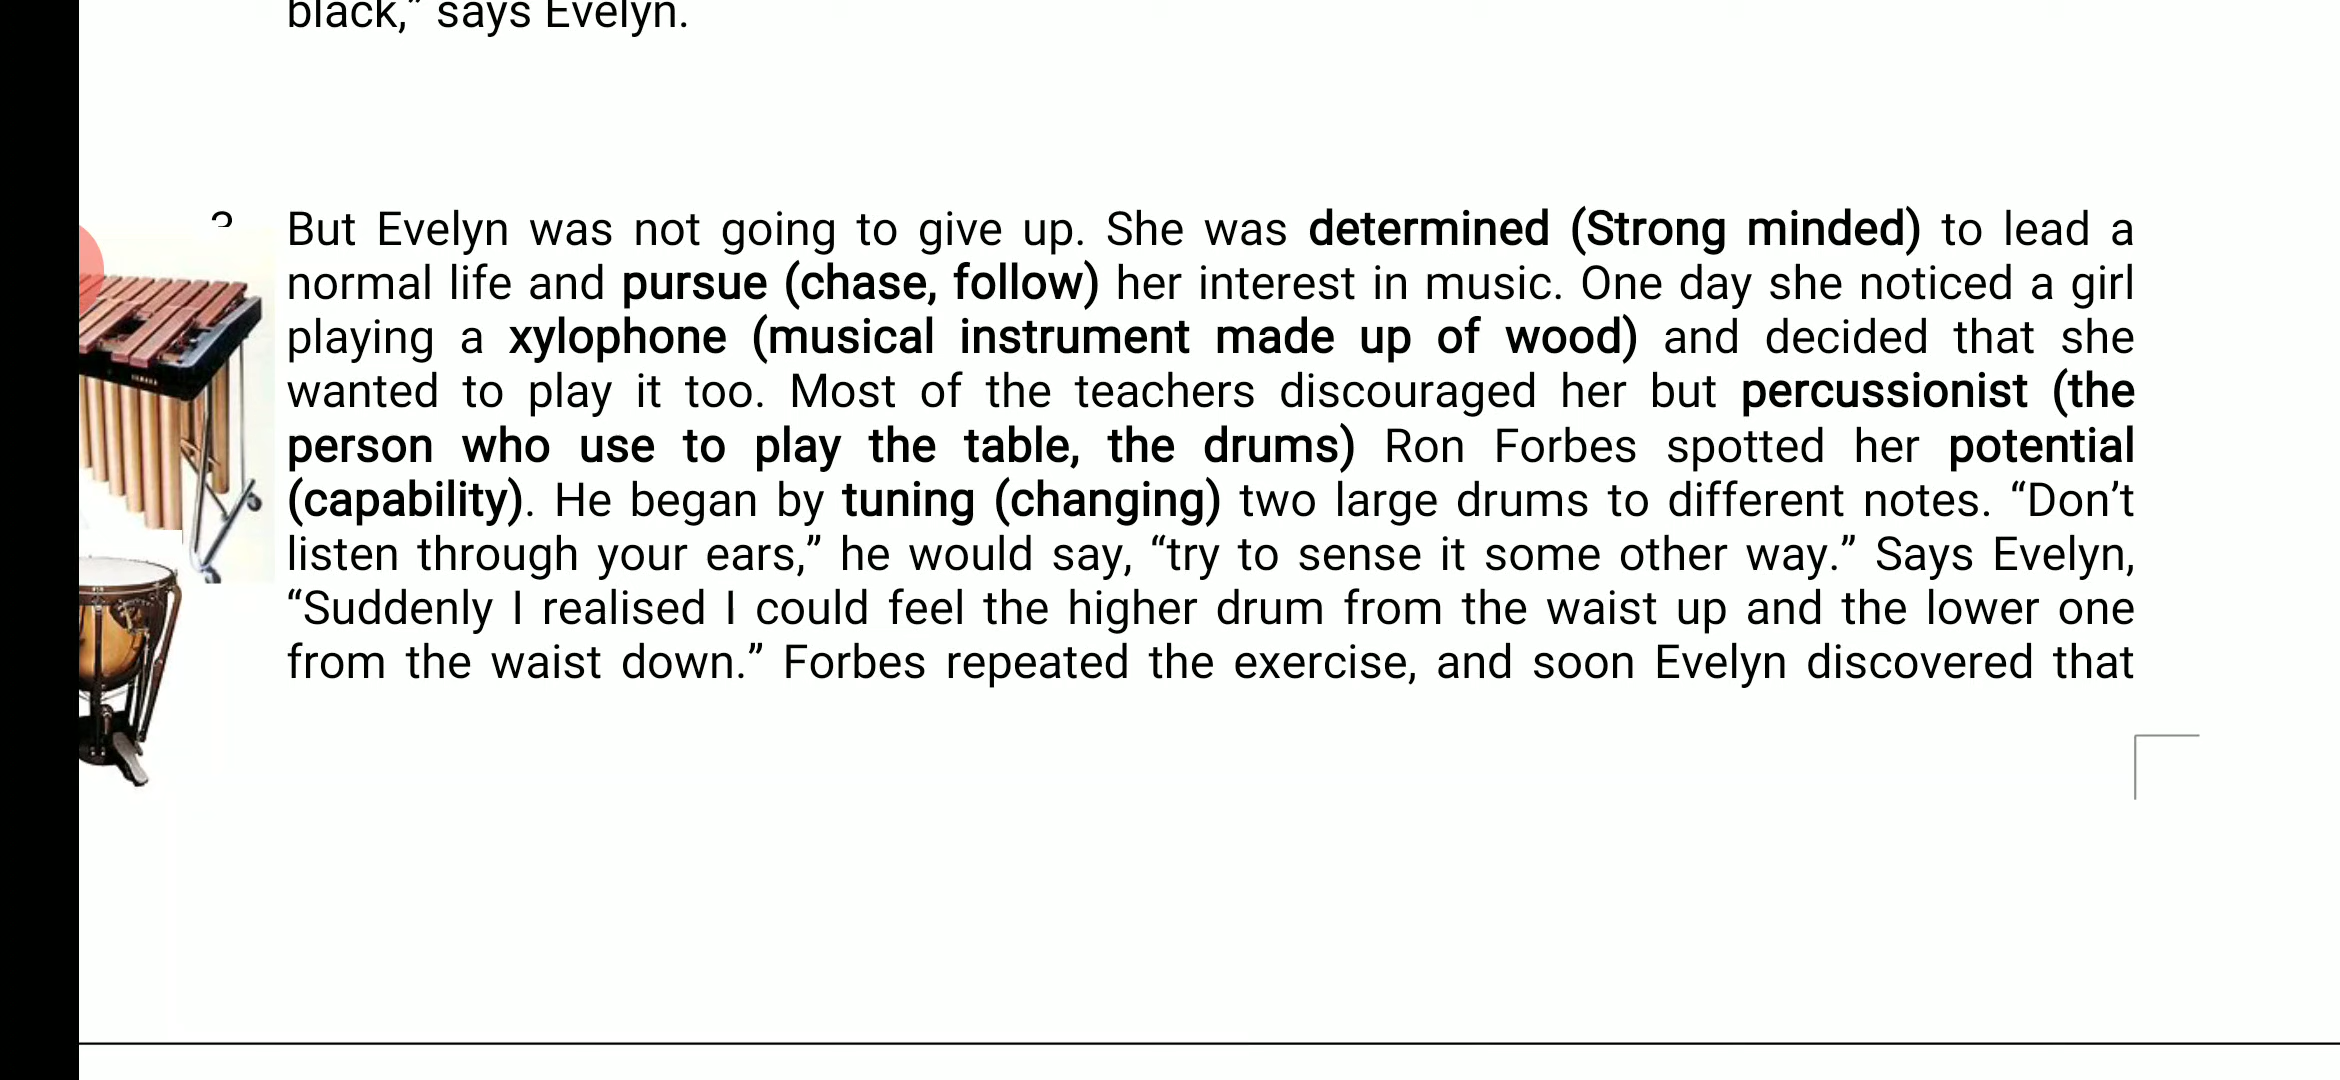 black,” says Evelyn.
But Evelyn was not going to give up. She was determined (Strong minded) to lead a
normal life and pursue (chase, follow) her interest in music. One day she noticed a girl
playing a xylophone (musical instrument made up of wood) and decided that she
wanted to play it too. Most of the teachers discouraged her but percussionist (the
person who use to play the table, the drums) Ron Forbes spotted her potential
(capability). He began by tuning (changing) two large drums to different notes. “Don’t
listen through your ears,” he would say, “try to sense it some other way.” Says Evelyn,
“Suddenly I realised I could feel the higher drum from the waist up and the lower one
from the waist down.” Forbes repeated the exercise, and soon Evelyn discovered that